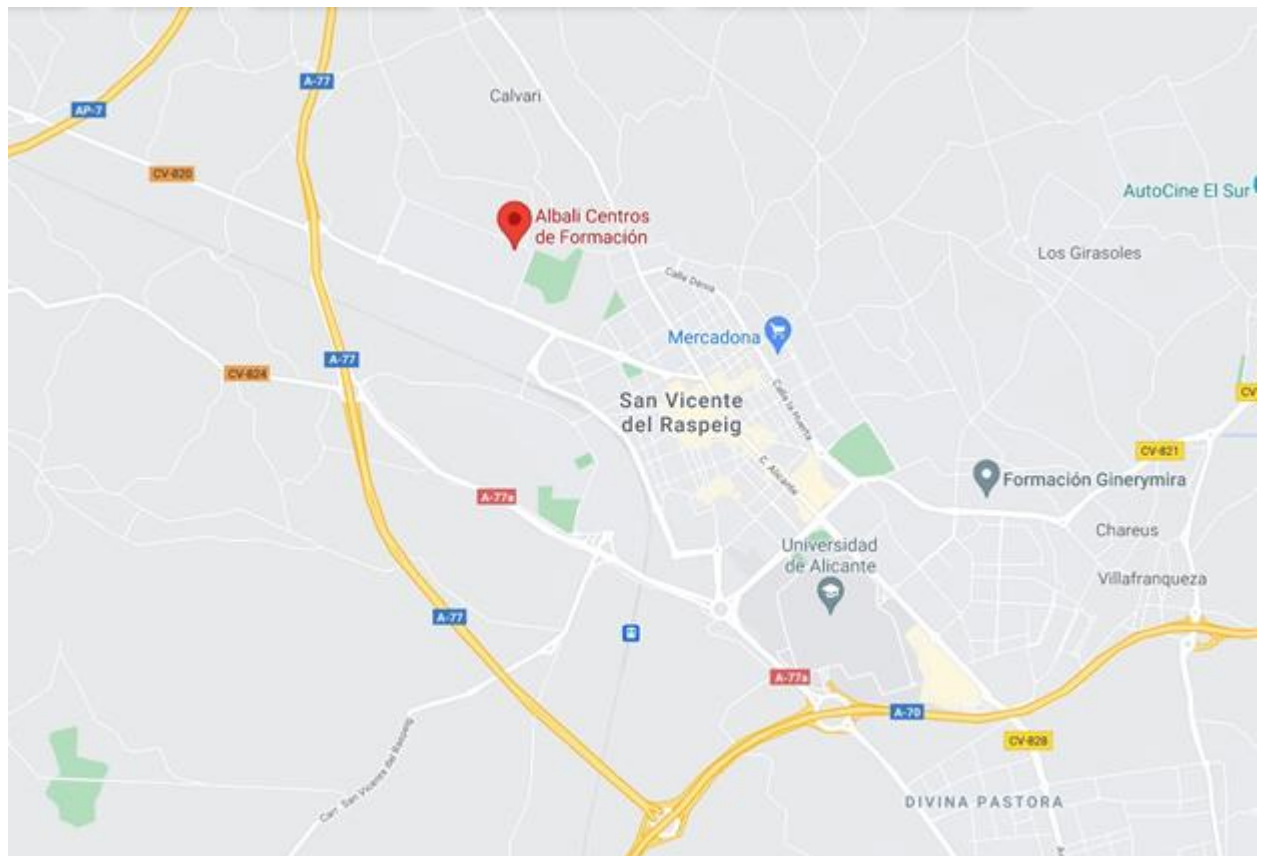 A-77
Calvari
AP-7
CV-820
AutoCine El Sur
Albali Centros
de Formación
Los Girasoles
Calle Denia
Mercadona
A-77
CV-824
San Vicente
del Raspeig
Calle la Huerta
CV
CV-821
C. Alicante
Formación Ginerymira
A-77a
Chareus
Universidad
de Alicante
Villafranqueza
A-77
A-77a
A-70
CV-828
Carr. San Vicente del Raspeig
DIVINA PASTORA